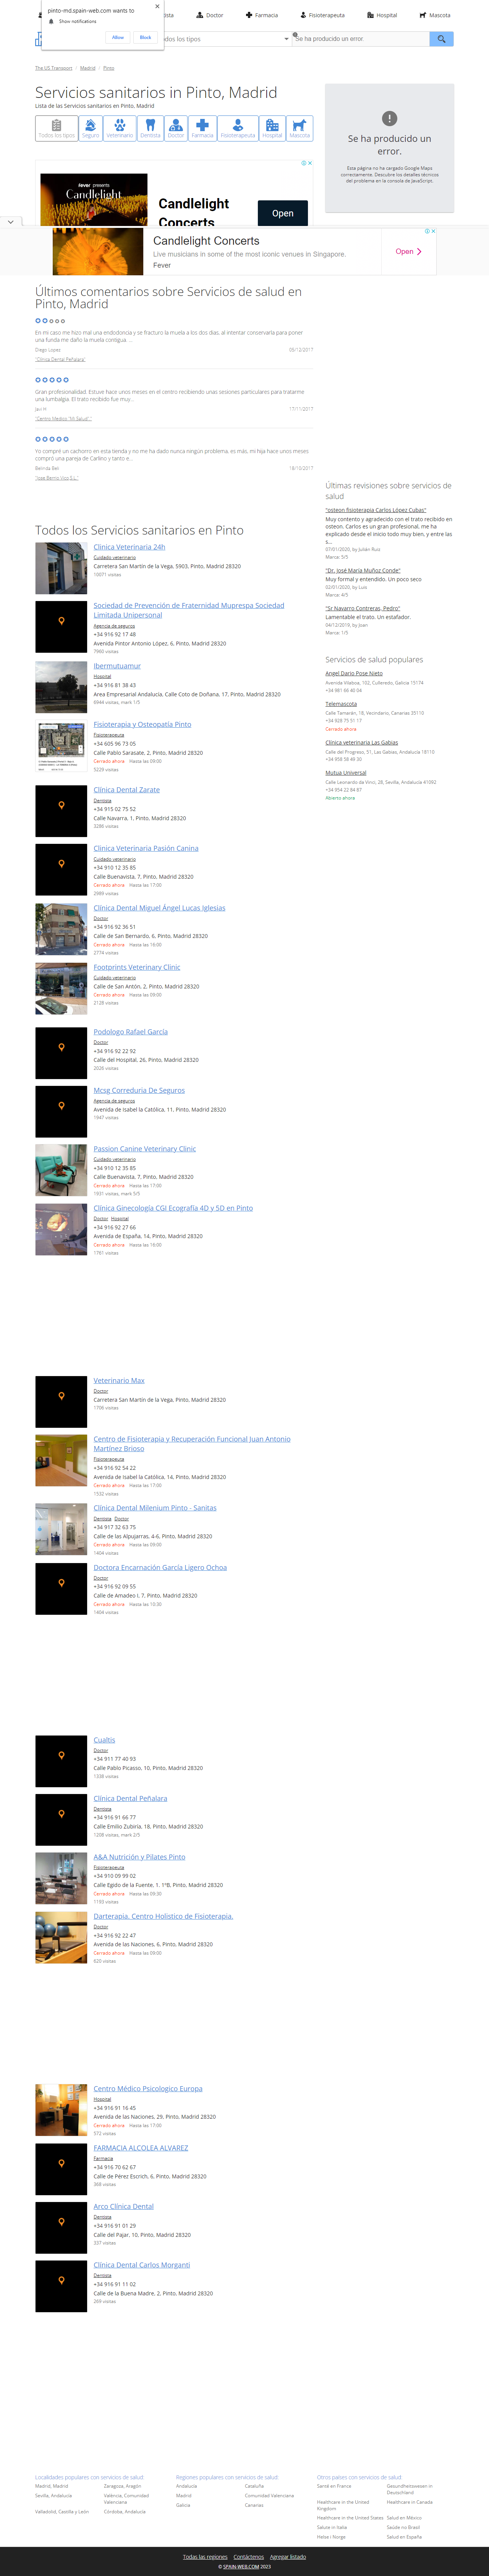 pinto-md.spain-web.com wants to
Show notifications
Allow
Block
Doctor
Farmacia
Fisioterapeuta
Hospital
Mascota
Se ha producido un error.
The US Transport
Madrid
Pinto
Servicios sanitarios in Pinto, Madrid
Lista de las Servicios sanitarios en Pinto, Madrid
Todos los tipos
Seguro
Veterinario
Dentista
Doctor
Farmacia
Fisioterapeuta
Hospital
Mascota
Se ha producido un error.
Esta página no ha cargado Google Maps correctamente. Descubre los detalles técnicos del problema en la consola de JavaScript.
Fever presents
Candlelight
Candlelight Concerts
Open
Candlelight Concerts
Live musicians in some of the most iconic venues in Singapore.
Fever
Open
Últimos comentarios sobre Servicios de salud en Pinto, Madrid
En mi caso me hizo mal una endodoncia y se fracturo la muela a los dos dias, al intentar conservarla para poner una funda me daño la muela contigua. ...
Diego Lopes
05/12/2017
"Clínica Dental Peñalara"
Gran profesionalidad. Estuve hace unos meses en el centro recibiendo unas sesiones particulares para tratarme una lumbalgia. El trato recibido fue muy...
Javi H
17/11/2017
"Centro Médico "Mi Salud" "
Yo compré un cachorro en esta tienda y no me ha dado nunca ningún problema. es más, mi hija hace unos meses compró una pareja de Carlino y tanto e...
Belinda Bell
18/10/2017
"Jose Benito Vivo S.L."
Últimas revisiones sobre servicios de salud
"osteon fisioterapia Carlos López Cubas"
Muy contento y agradecido con el trato recibido en osteon. Carlos es un gran profesional, me ha explicado desde el inicio todo muy bien, y entre las s...
07/01/2020, by Julián Ruis
Marca: 5/5
"Dr. José María Muñoz Conde"
Muy formal y entendido. Un poco seco
02/01/2020, by Luis
Marca: 4/5
"Sr Navarro Contreras, Pedro"
Lamentable el trato. Un estafador.
04/12/2019, by Joan
Marca: 1/5
Servicios de salud populares
Angel Dario Pose Nieto
Avenida Vilaboa, 102, Culleredo, Galicia 15174
+34 981 66 40 04
Telemascota
Calle Tamarán, 18, Vecindario, Canarias 35110
+34 928 75 51 17
Cerrado ahora
Clínica veterinaria Las Gabias
Calle del Progreso, 51, Las Gabias, Andalucía 18110
+34 958 58 49 30
Mutua Universal
Calle Leonardo da Vinci, 28, Sevilla, Andalucía 41092
+34 954 22 84 87
Abierto ahora
Todos los Servicios sanitarios en Pinto
Clínica Veterinaria 24h
Cuidado veterinario
Carretera San Martín de la Vega, 5903, Pinto, Madrid 28320
10071 visitas
Sociedad de Prevención de Fraternidad Muprespa Sociedad Limitada Unipersonal
Agencia de seguros
+34 916 92 17 48
Avenida Pintor Antonio López, 6, Pinto, Madrid 28320
7980 visitas
Ibermutuamur
Hospital
+34 916 81 38 43
Area Empresarial Andalucía, Calle Coto de Doñana, 17, Pinto, Madrid 28320
6944 visitas, mark 1/5
Fisioterapia y Osteopatía Pinto
Fisioterapeuta
+34 605 96 73 05
Calle Pablo Sarasate, 2, Pinto, Madrid 28320
Cerrado ahora Hasta las 09:00
5229 visitas
Clínica Dental Zarate
Dentista
+34 915 02 75 52
Calle Navarra, 1, Pinto, Madrid 28320
3286 visitas
Clínica Veterinaria Pasión Canina
Cuidado veterinario
+34 910 12 35 85
Calle Buenavista, 7, Pinto, Madrid 28320
Cerrado ahora Hasta las 17:00
2989 visitas
Clínica Dental Miguel Ángel Lucas Iglesias
Doctor
+34 916 92 36 51
Calle de San Bernardo, 6, Pinto, Madrid 28320
Cerrado ahora Hasta las 16:00
2774 visitas
Footprints Veterinary Clinic
Cuidado veterinario
Calle de San Antón, 2, Pinto, Madrid 28320
Cerrado ahora Hasta las 09:00
2128 visitas
Podologo Rafael García
Doctor
+34 916 92 22 92
Calle del Hospital, 26, Pinto, Madrid 28320
2026 visitas
Mcsg Correduria De Seguros
Agencia de seguros
Avenida de Isabel la Católica, 11, Pinto, Madrid 28320
1947 visitas
Passion Canine Veterinary Clinic
Cuidado veterinario
+34 910 12 35 85
Calle Buenavista, 7, Pinto, Madrid 28320
Cerrado ahora Hasta las 17:00
1931 visitas, mark 5/5
Clínica Ginecología CGI Ecografía 4D y 5D en Pinto
Doctor Hospital
+34 916 92 27 66
Avenida de España, 14, Pinto, Madrid 28320
Cerrado ahora Hasta las 16:00
1781 visitas
Veterinario Max
Doctor
Carretera San Martín de la Vega, Pinto, Madrid 28320
1706 visitas
Centro de Fisioterapia y Recuperación Funcional Juan Antonio Martínez Brioso
Fisioterapeuta
+34 916 92 54 22
Avenida de Isabel la Católica, 14, Pinto, Madrid 28320
Cerrado ahora Hasta las 17:00
1532 visitas
Clínica Dental Milenium Pinto - Sanitas
Dentista Doctor
+34 917 32 63 75
Calle de las Alpujarras, 4-6, Pinto, Madrid 28320
Cerrado ahora Hasta las 09:00
1404 visitas
Doctora Encarnación García Ligero Ochoa
Doctor
+34 916 92 09 55
Calle de Amadeo I, 7, Pinto, Madrid 28320
Cerrado ahora Hasta las 10:30
1404 visitas
Cualtis
Doctor
+34 911 77 40 93
Calle Pablo Picasso, 10, Pinto, Madrid 28320
1338 visitas
Clínica Dental Peñalara
Dentista
+34 916 91 66 77
Calle Emilio Zubiria, 18, Pinto, Madrid 28320
1208 visitas, mark 2/5
A&A Nutrición y Pilates Pinto
Fisioterapeuta
+34 910 09 99 02
Calle Egido de la Fuente, 1. 1ºB, Pinto, Madrid 28320
Cerrado ahora Hasta las 09:30
1193 visitas
Darterapia. Centro Holístico de Fisioterapia.
Doctor
+34 916 92 22 47
Avenida de las Naciones, 6, Pinto, Madrid 28320
Cerrado ahora Hasta las 09:00
620 visitas
Centro Médico Psicologico Europa
Hospital
+34 916 91 16 45
Avenida de las Naciones, 29, Pinto, Madrid 28320
Cerrado ahora Hasta las 17:00
572 visitas
FARMACIA ALCOLEA ALVAREZ
Farmacia
+34 916 70 62 67
Calle de Pérez Escrich, 6, Pinto, Madrid 28320
368 visitas
Arco Clínica Dental
Dentista
+34 916 91 01 29
Calle del Pajar, 10, Pinto, Madrid 28320
337 visitas
Clínica Dental Carlos Morganti
Dentista
+34 916 91 11 02
Calle de la Buena Madre, 2, Pinto, Madrid 28320
269 visitas
Localidades populares con servicios de salud:
Madrid, Madrid
Zaragoza, Aragón
Sevilla, Andalucía
Valencia, Comunidad Valenciana
Valladolid, Castilla y León
Córdoba, Andalucía
Regiones populares con servicios de salud:
Andalucía
Cataluña
Madrid
Comunidad Valenciana
Galicia
Canarias
Otros países con servicios de salud:
Santé en France
Gesundheitswesen in Deutschland
Healthcare in the United Kingdom
Healthcare in Canada
Healthcare in the United States
Salud en México
Salute in Italia
Saúde no Brasil
Helse i Norge
Salud en España
Todas las regiones
Contáctenos
Agregar listado
© SPAIN-WEB.COM 2023